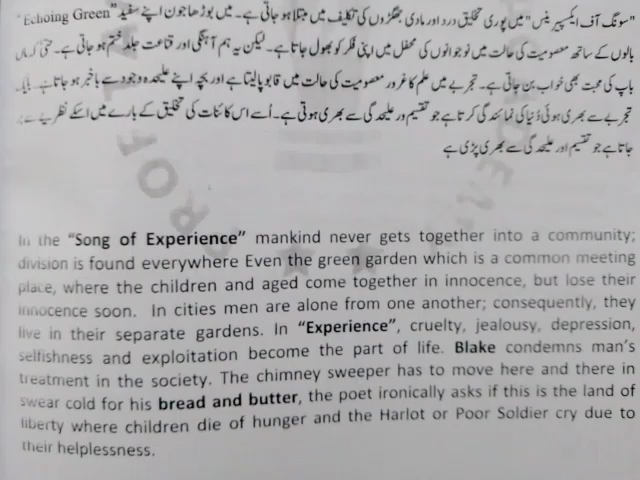 "سونگ آف ایکسپیرینس" میں پوری تخلیق درد اور مادی جھگڑوں کی تکلیف میں مبتلا ہو جاتی ہے۔ میں بوڑھا جون اپنے سفید "Echoing Green"
بالوں کے ساتھ معصومیت کی حالت میں نوجوانوں کی محفل میں اپنی فکر کو بھول جاتا ہے۔ لیکن یہ ہم آہنگی اور قناعت جلد ختم ہو جاتی ہے۔ حتیٰ کہ ماں
باپ کی محبت بھی خواب بن جاتی ہے۔ تجربے میں علم کا غرور معصومیت کی حالت میں قابو پا لیتا ہے اور بچہ اپنے علیحدہ وجود سے باخبر ہو جاتا ہے۔
تجربے سے بھری ہوئی دُنیا کی نمائندگی کرتا ہے جو تقسیم ور علیحدگی سے بھری ہوتی ہے۔ اُسے اس کائنات کی تخلیق کے بارے میں اسکے نظریے
جاتا ہے جو تقسیم اور علیحدگی سے بھری پڑی ہے
In the "Song of Experience" mankind never gets together into a community;
division is found everywhere Even the green garden which is a common meeting
place, where the children and aged come together in innocence, but lose their
innocence soon. In cities men are alone from one another; consequently, they
live in their separate gardens. In "Experience", cruelty, jealousy, depression,
selfishness and exploitation become the part of life. Blake condemns man's
treatment in the society. The chimney sweeper has to move here and there in
swear cold for his bread and butter, the poet ironically asks if this is the land of
liberty where children die of hunger and the Harlot or Poor Soldier cry due to
their helplessness.